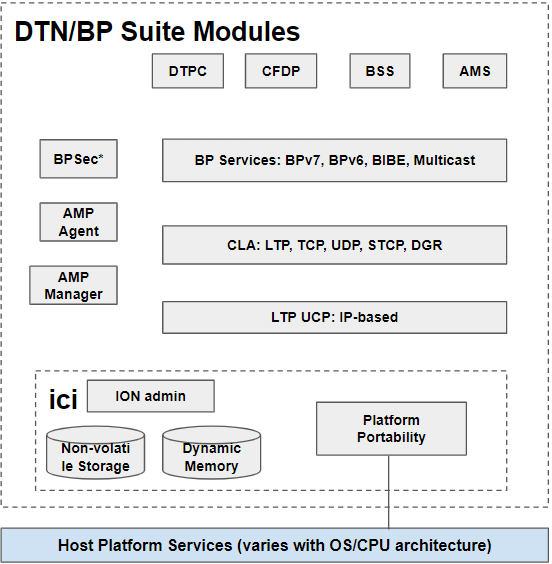 DTN/BP Suite Modules
DTPC
CFDP
BSS
AMS
BPSec*
BP Services: BPv7, BPv6, BIBE, Multicast
AMP
Agent
CLA: LTP, TCP, UDP, STCP, DGR
AMP
Manager
LTP UCP: IP-based
ici
ION admin
Platform
Portability
Non-volati
le Storage
Dynamic
Memory
Host Platform Services (varies with OS/CPU architecture)